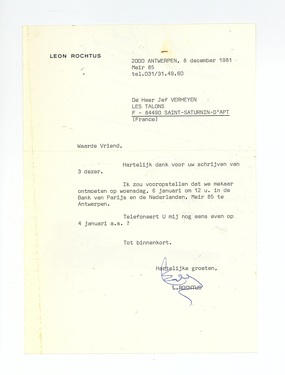 LEON ROCHTUS
2000 ANTWERPEN, 8 december 1981
Meir 85
tel.031/31.49.60
De Heer Jef VERHEYEN
LES TALONS
F - 84490 SAINT-SATURNIN-D'APT
(France)
Waarde Vriend,
Hartelijk dank voor uw schrijven van
3 dezer.
Ik zou vooropstellen dat we mekaar
ontmoeten op woensdag, 6 januari om 12 u. in de
Bank van Parijs en de Nederlanden, Meir 85 te
Antwerpen.
Telefoneert U mij nog eens even op
4 januari a.s. ?
Tot binnenkort.
Hartelijke groeten,
L. ROCHTUS